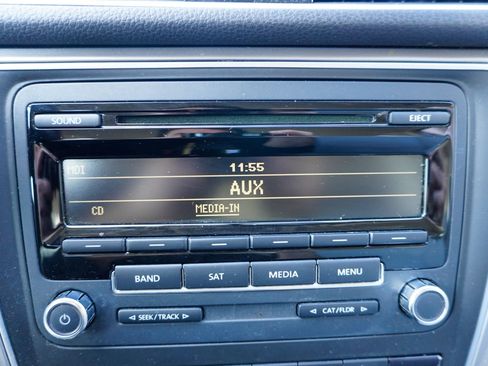 SOUND EJECT
MDI 11:55
AUX
CD MEDIA-IN
BAND SAT MEDIA MENU
SEEK/TRACK CAT/FLDR